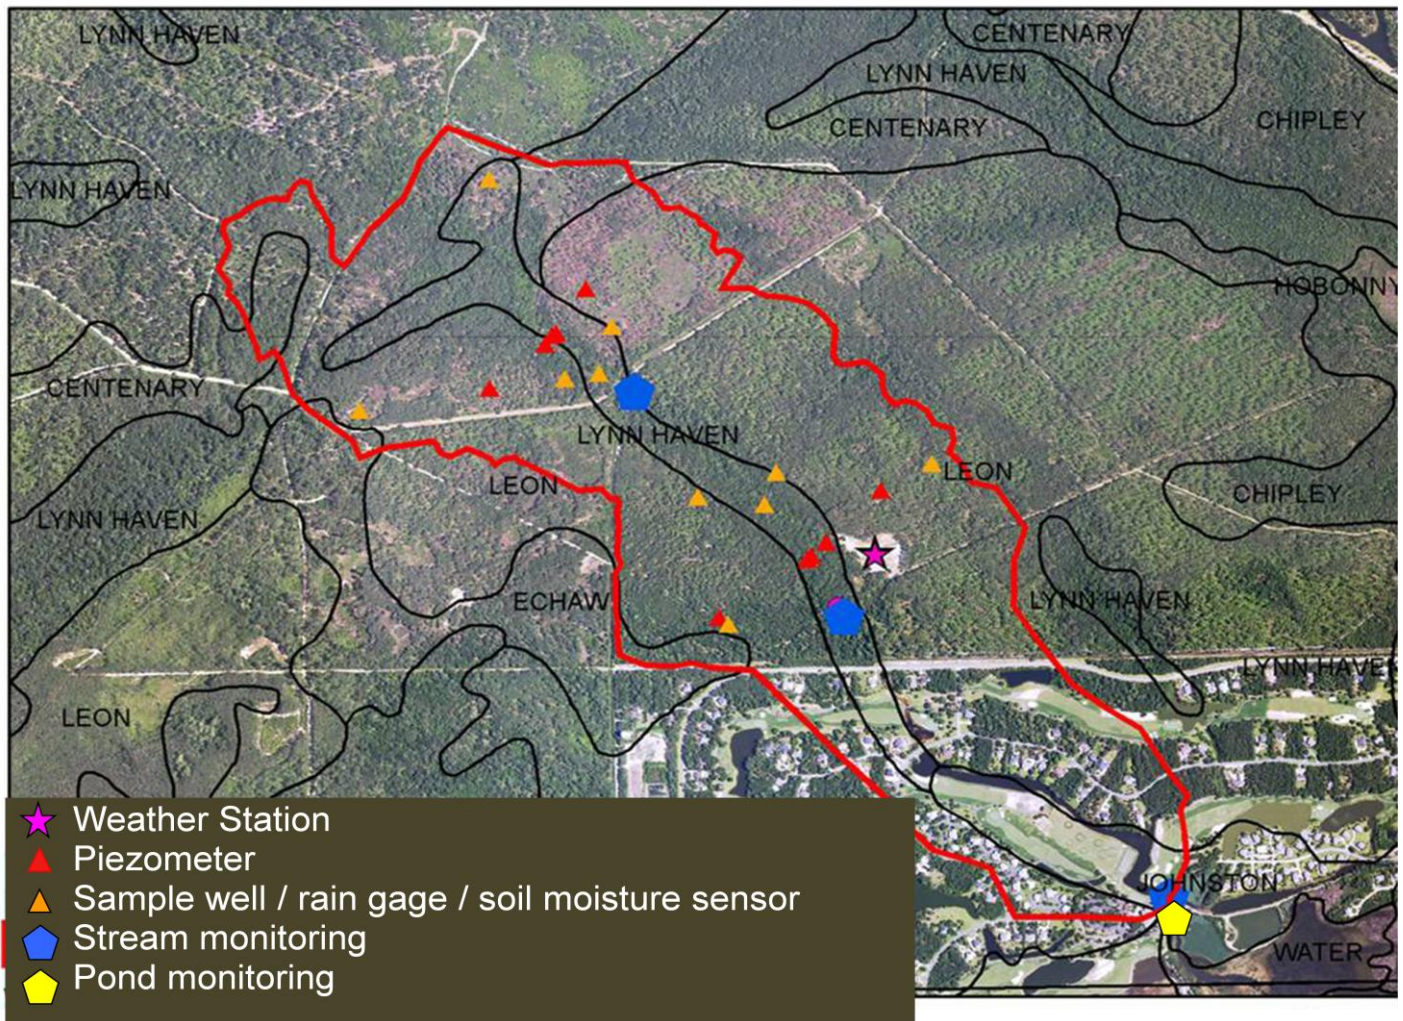 LYNN HAVEN
CENTENARY
LYNN HAVEN
CENTENARY
CHIPLEY
LYNN HAVEN
HOBONNY
CENTENARY
LYNN HAVEN
LEON
LEON
CHIPLEY
LYNN HAVEN
ECHAW
LYNN HAVEN
LYNN HAVEN
LEON
JOHNSTON
WATER
Weather Station
Piezometer
Sample well / rain gage / soil moisture sensor
Stream monitoring
Pond monitoring